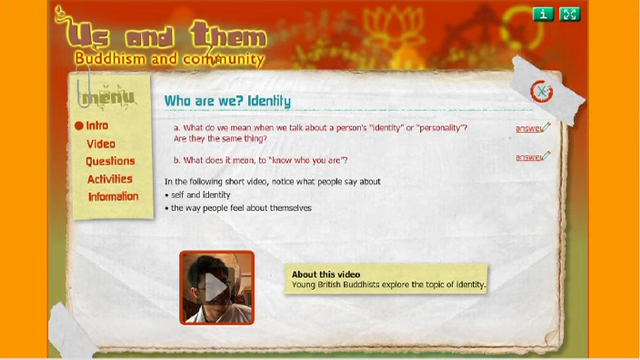 Us and them
Buddhism and community
menu
Intro
Video
Questions
Activities
Information
Who are we? Identity
a. What do we mean when we talk about a person's "identity" or "personality"?
Are they the same thing?
answer
b. What does it mean, to "know who you are"?
answer
In the following short video, notice what people say about
• self and identity
• the way people feel about themselves
About this video
Young British Buddhists explore the topic of identity.